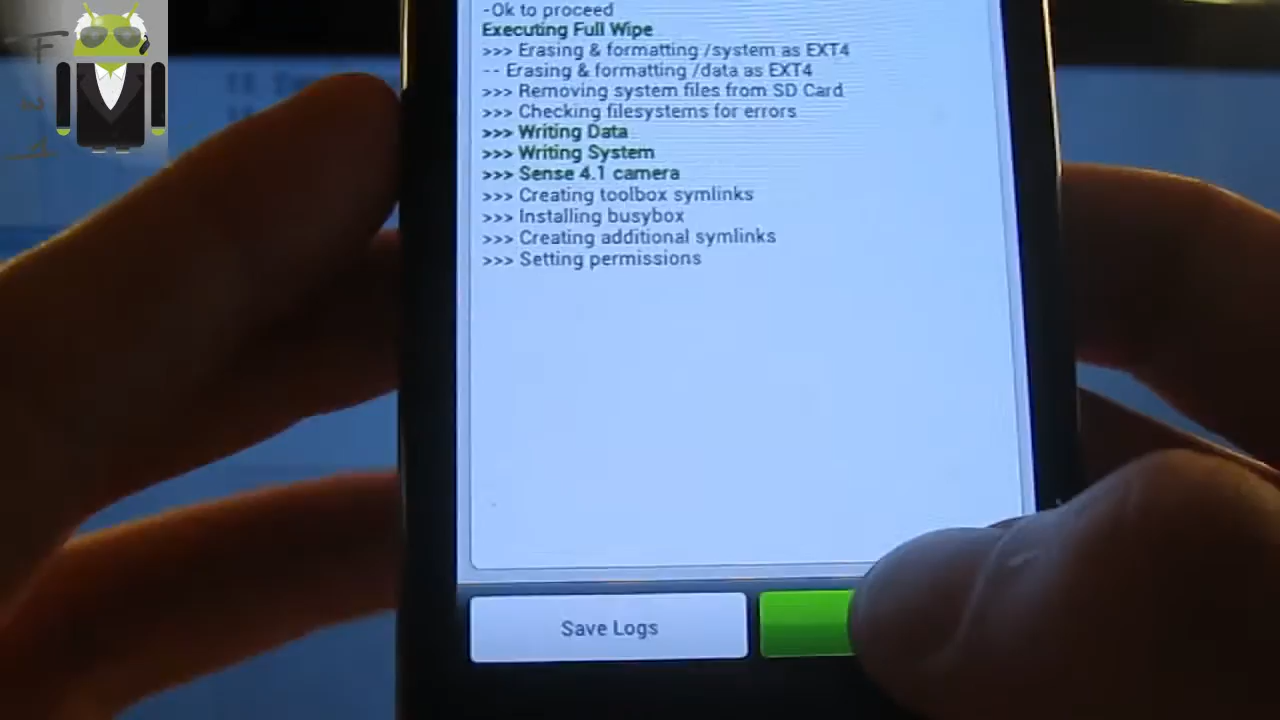 -Ok to proceed
Executing Full Wipe
>>> Erasing & formatting /system as EXT4
-- Erasing & formatting /data as EXT4
>>> Removing system files from SD Card
>>> Checking filesystems for errors
>>> Writing Data
>>> Writing System
>>> Sense 4.1 camera
>>> Creating toolbox symlinks
>>> Installing busybox
>>> Creating additional symlinks
>>> Setting permissions
Save Logs